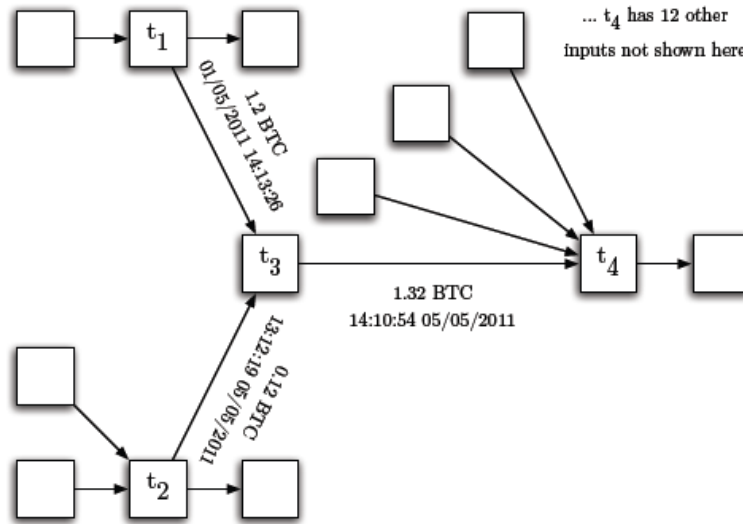 t1
1.2 BTC
01/05/2011 14:13:26
... t4 has 12 other
inputs not shown here
t3
t4
1.32 BTC
14:10:54 05/05/2011
0.12 BTC
13:12:19 05/05/2011
t2